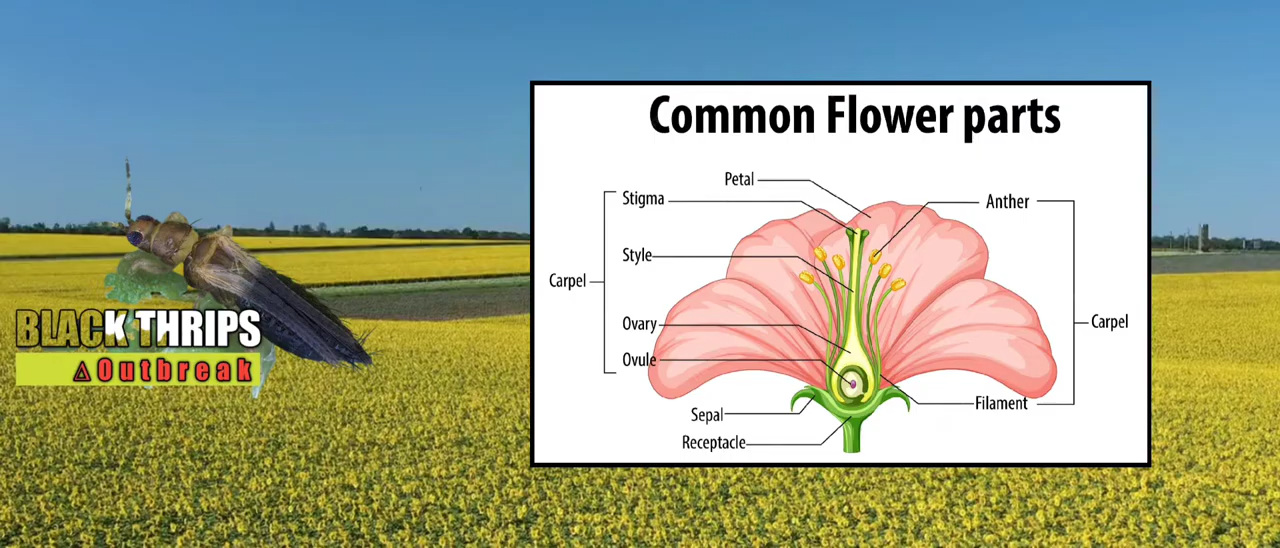 Common Flower parts
Petal
Stigma
Anther
Style
Carpel
Ovary
Carpel
Ovule
Filament
Sepal
Receptacle
BLACK THRIPS
Outbreak